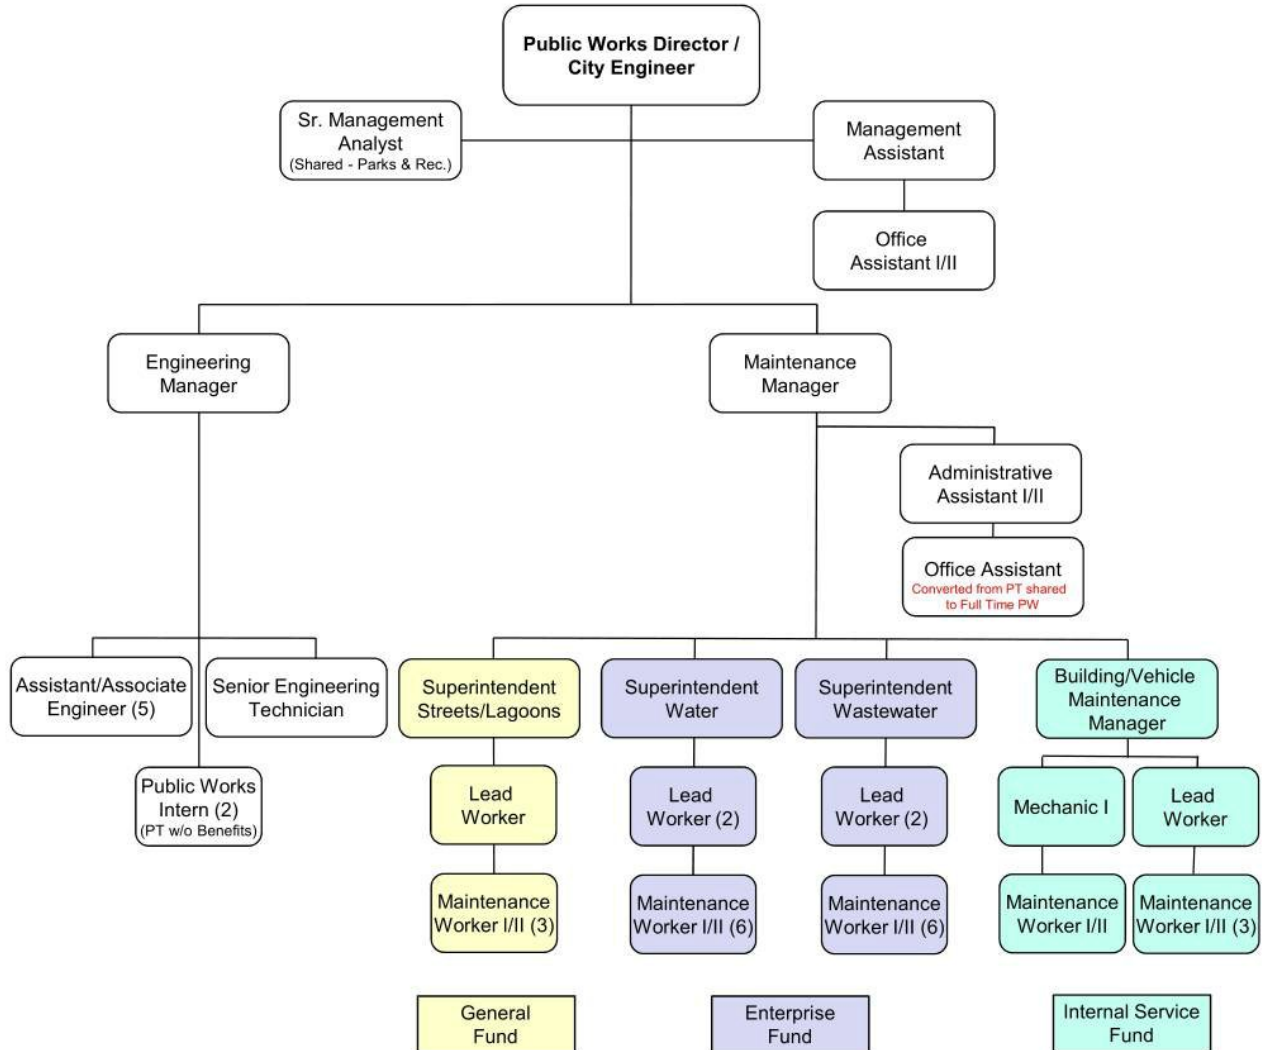 Public Works Director /
City Engineer
Sr. Management
Analyst
(Shared - Parks & Rec.)
Management
Assistant
Office
Assistant I/II
Engineering
Manager
Maintenance
Manager
Administrative
Assistant I/II
Office Assistant
Converted from PT shared
to Full Time PW
Assistant/Associate
Engineer (5)
Senior Engineering
Technician
Superintendent
Streets/Lagoons
Superintendent
Water
Superintendent
Wastewater
Building/Vehicle
Maintenance
Manager
Public Works
Intern (2)
(PT w/o Benefits)
Lead
Worker
Lead
Worker (2)
Lead
Worker (2)
Mechanic I
Lead
Worker
Maintenance
Worker I/II (3)
Maintenance
Worker I/II (6)
Maintenance
Worker I/II (6)
Maintenance
Worker I/II
Maintenance
Worker I/II (3)
General
Fund
Enterprise
Fund
Internal Service
Fund